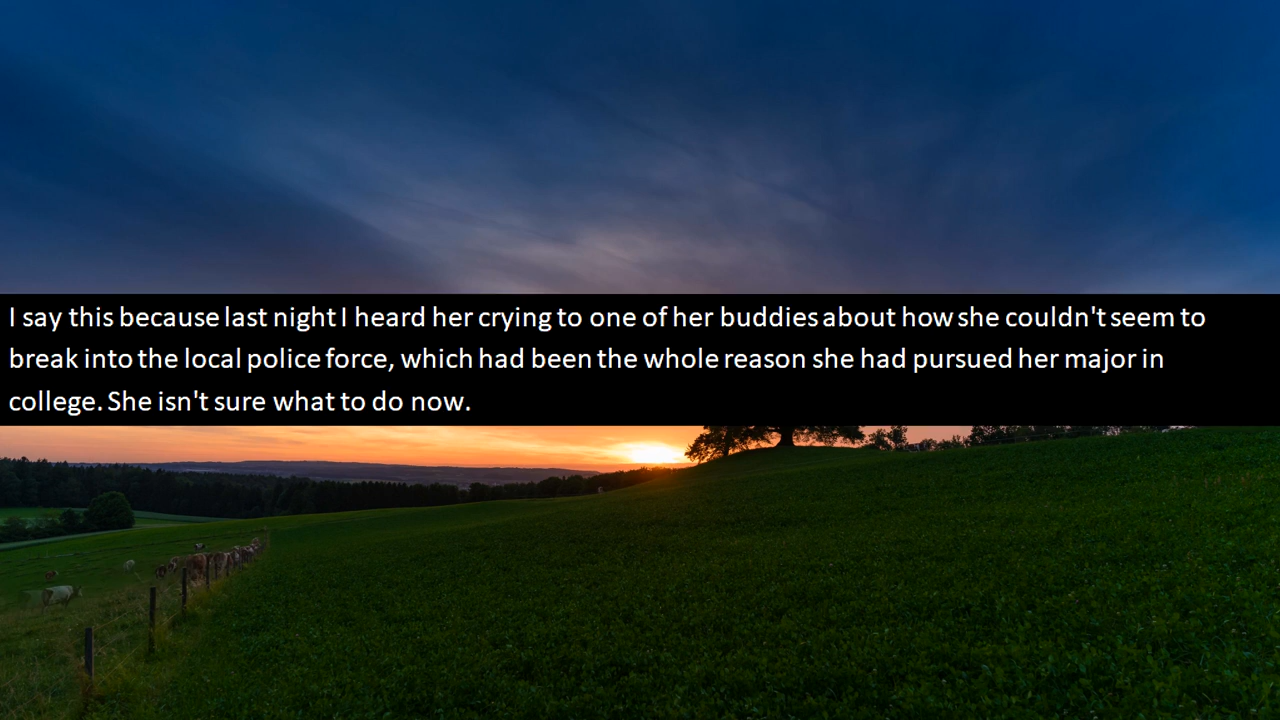 I say this because last night I heard her crying to one of her buddies about how she couldn't seem to
break into the local police force, which had been the whole reason she had pursued her major in
college. She isn't sure what to do now.